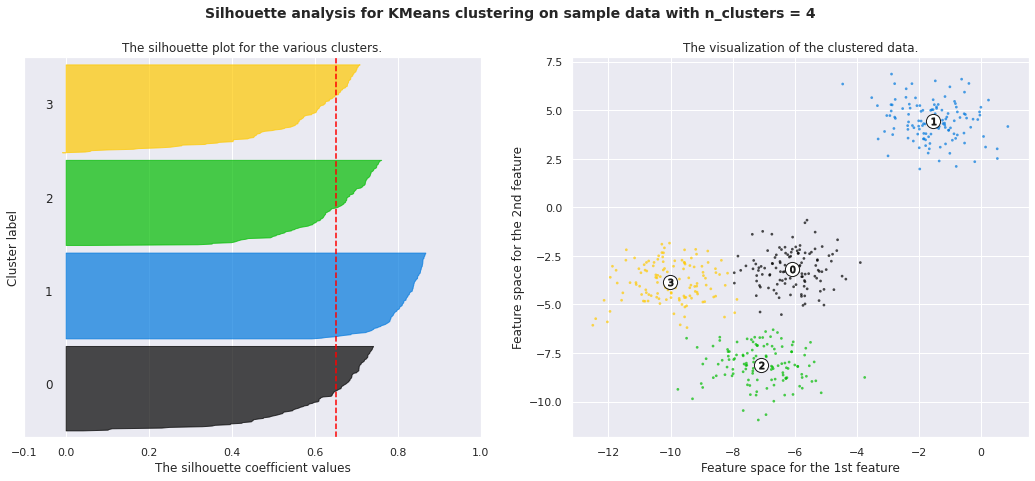 Silhouette analysis for KMeans clustering on sample data with n_clusters = 4
The silhouette plot for the various clusters.
Cluster label
3
2
1
0
−0.1 0.0 0.2 0.4 0.6 0.8 1.0
The silhouette coefficient values
The visualization of the clustered data.
Feature space for the 2nd feature
7.5
5.0
2.5
0.0
−2.5
−5.0
−7.5
−10.0
1
0
3
2
−12 −10 −8 −6 −4 −2 0
Feature space for the 1st feature